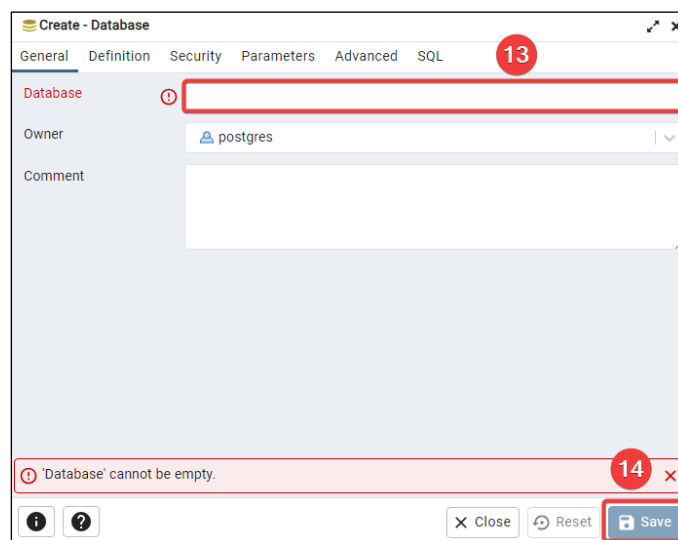 Create - Database
General Definition Security Parameters Advanced SQL
13
Database
Owner
postgres
Comment
'Database' cannot be empty.
14
Close Reset Save